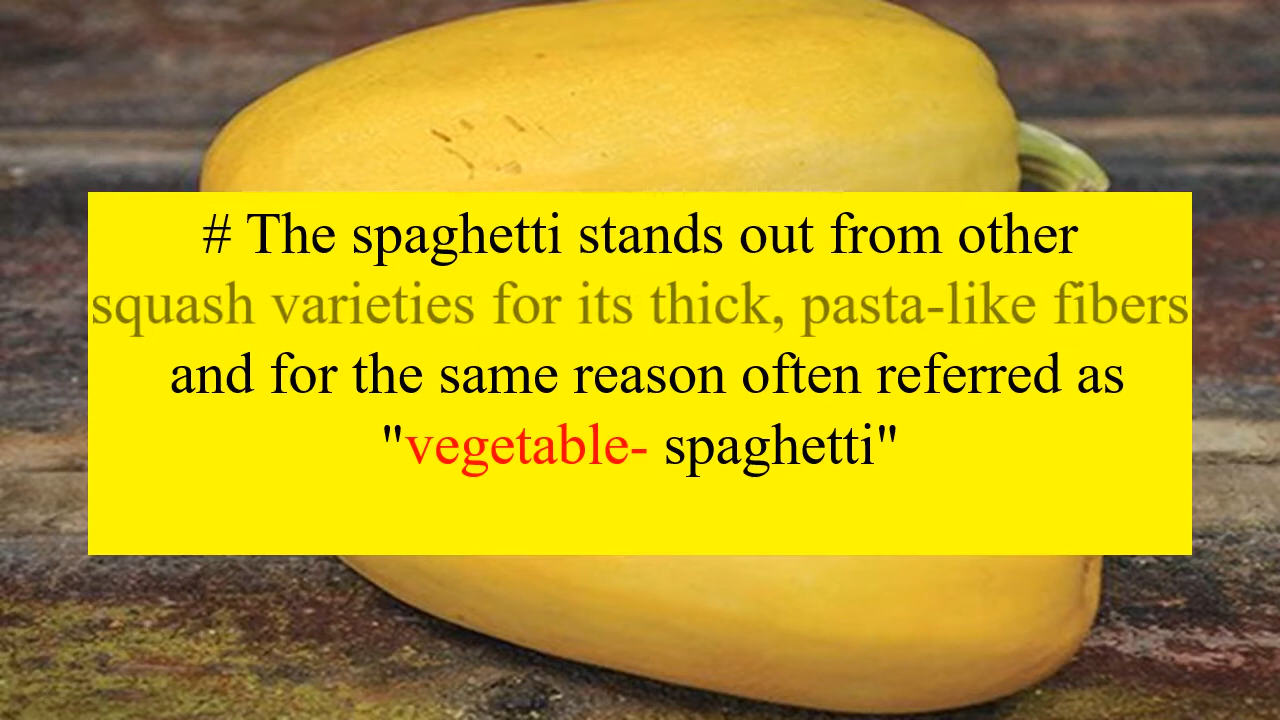 # The spaghetti stands out from other
squash varieties for its thick, pasta-like fibers
and for the same reason often referred as
"vegetable- spaghetti"